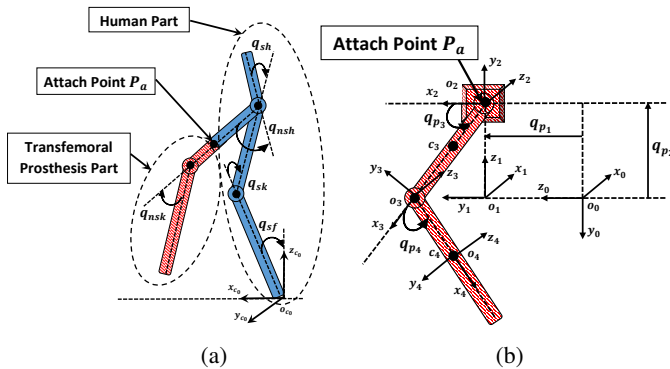 Human Part
q_sh
Attach Point P_a
q_nsh
Transfemoral
Prosthesis Part
q_sk
q_nsk
q_sf
z_c0
x_c0
y_c0
o_c0
(a)
Attach Point P_a
y_2
o_2
z_2
x_2
q_p3
q_p1
q_p2
c_3
z_1
x_1
y_3
z_3
o_3
y_1
o_1
z_0
x_0
o_0
y_0
x_3
q_p4
z_4
c_4
o_4
y_4
x_4
(b)